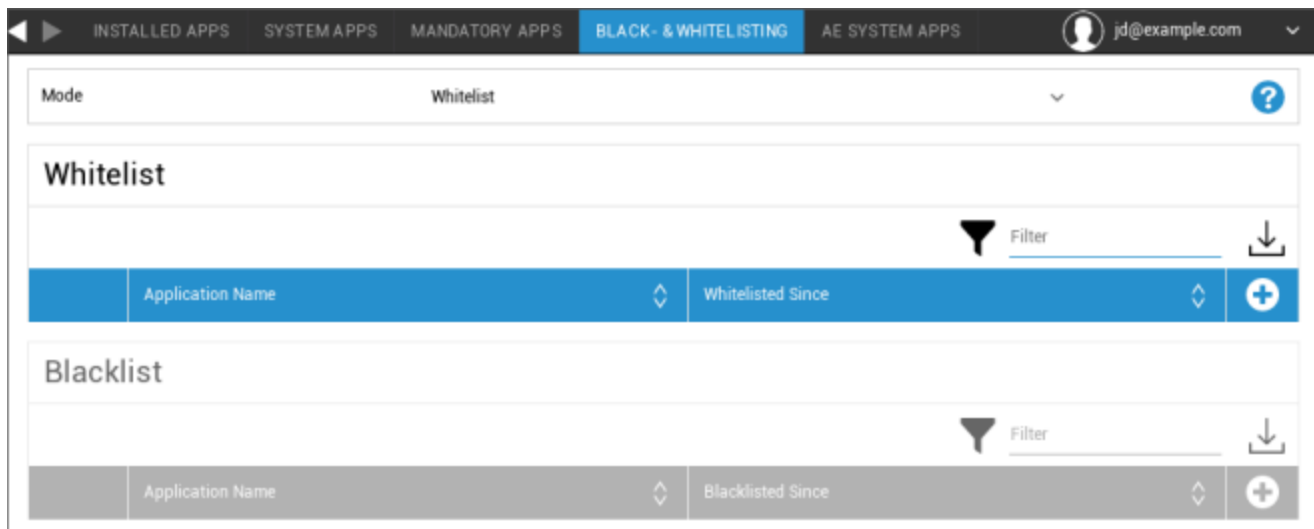 INSTALLED APPS SYSTEM APPS MANDATORY APPS BLACK- & WHITELISTING AE SYSTEM APPS jd@example.com
Mode Whitelist ?
Whitelist
Filter
Application Name Whitelisted Since
Blacklist
Filter
Application Name Blacklisted Since